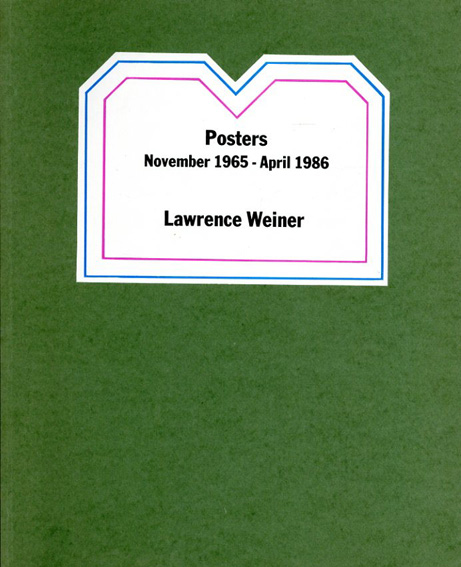 Posters
November 1965 - April 1986
Lawrence Weiner